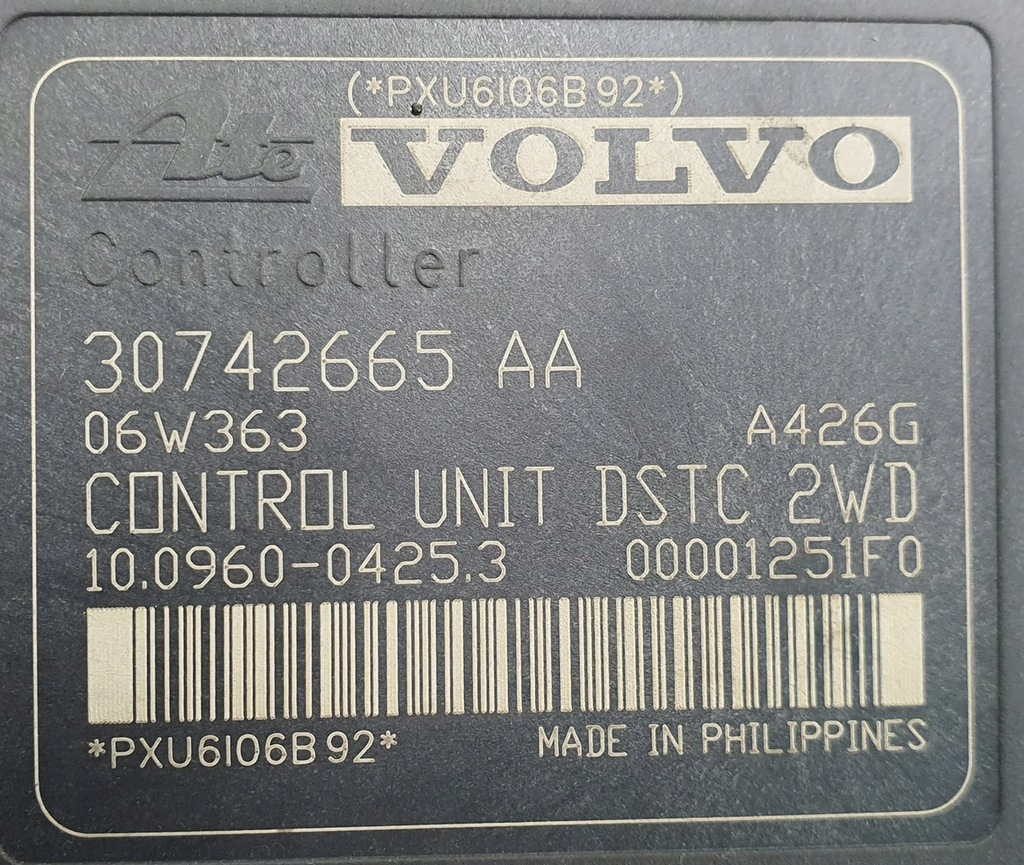 (*PXU6I06B92*)
Ate VOLVO
Controller
30742665 AA
06W363 A426G
CONTROL UNIT DSTC 2WD
10.0960-0425.3 00001251F0
*PXU6I06B92* MADE IN PHILIPPINES